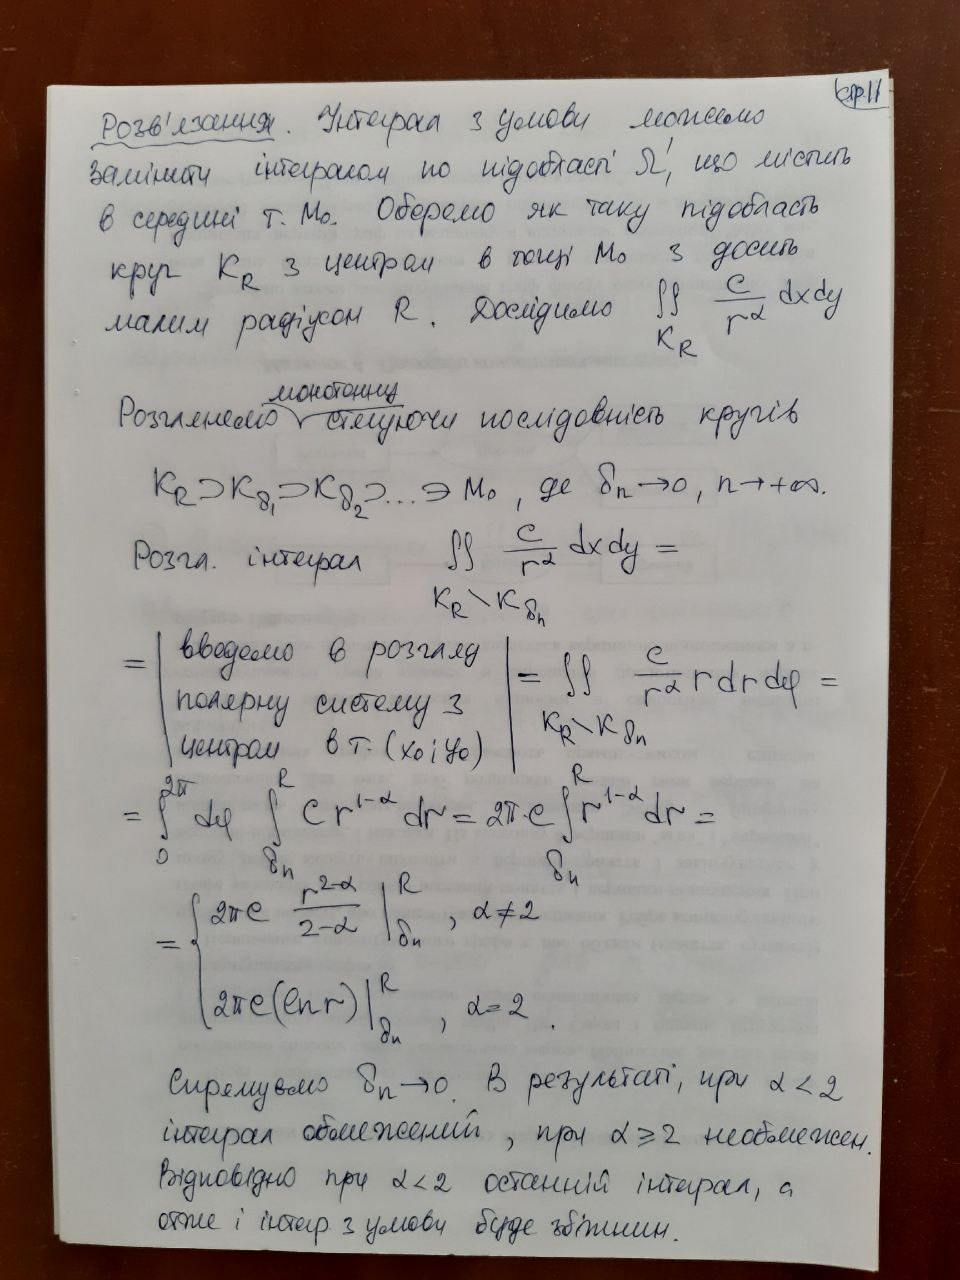 стр.11
Розв'язання. Інтеграл з умови можемо
замінити інтегралом по підобласті Ω', що містить
в середині т. M₀. Оберемо як таку підобласть
круг K_R з центром в точці M₀ з досить
малим радіусом R. Дослідимо ∬_{K_R} c/r^α dxdy
монотонну
Розглянемо стягуючу послідовність кругів
K_R ⊃ K_{δ₁} ⊃ K_{δ₂} ⊃ ... ∋ M₀, де δₙ → 0, n → +∞.
Розгл. інтеграл ∬_{K_R \ K_{δₙ}} c/r^α dxdy =
= | вводемо в розгляд
полярну систему з
центром в т. (x₀; y₀) | = ∬_{K_R \ K_{δₙ}} c/r^α r dr dφ =
= ∫₀^{2π} dφ ∫_{δₙ}^R c r^{1-α} dr = 2π·c ∫_{δₙ}^R r^{1-α} dr =
= { 2πc r^{2-α}/(2-α) |_{δₙ}^R , α ≠ 2
2πc (ln r) |_{δₙ}^R , α = 2.
Спрямуємо δₙ → 0. В результаті, при α < 2
інтеграл обмежений, при α ≥ 2 необмежен.
Відповідно при α < 2 останній інтеграл, а
отже і інтегр з умови буде збіжним.